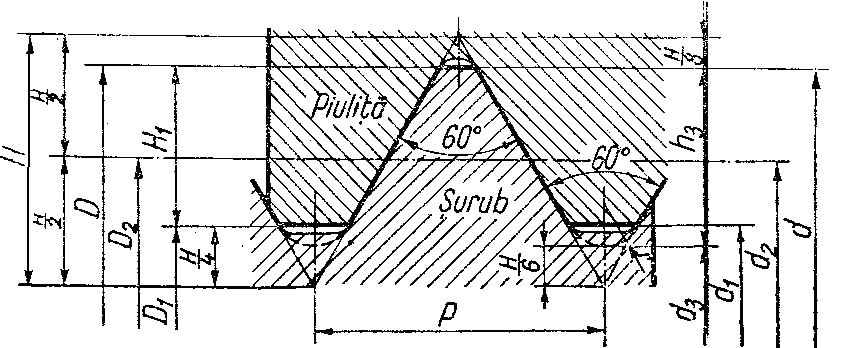 H
H/2
H/2
D
D₂
H₁
D₁
H/4
Piuliță
60°
Șurub
60°
H/6
P
H/8
h₃
d₃
d₁
d₂
d